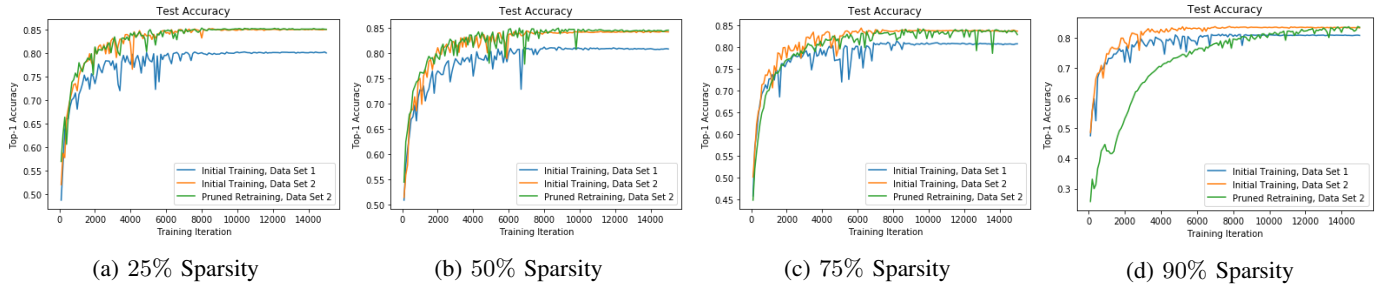 Test Accuracy
Top-1 Accuracy
0.85
0.80
0.75
0.70
0.65
0.60
0.55
0.50
0 2000 4000 6000 8000 10000 12000 14000
Training Iteration
Initial Training, Data Set 1
Initial Training, Data Set 2
Pruned Retraining, Data Set 2
(a) 25% Sparsity
Test Accuracy
Top-1 Accuracy
0.85
0.80
0.75
0.70
0.65
0.60
0.55
0.50
0 2000 4000 6000 8000 10000 12000 14000
Training Iteration
Initial Training, Data Set 1
Initial Training, Data Set 2
Pruned Retraining, Data Set 2
(b) 50% Sparsity
Test Accuracy
Top-1 Accuracy
0.85
0.80
0.75
0.70
0.65
0.60
0.55
0.50
0.45
0 2000 4000 6000 8000 10000 12000 14000
Training Iteration
Initial Training, Data Set 1
Initial Training, Data Set 2
Pruned Retraining, Data Set 2
(c) 75% Sparsity
Test Accuracy
Top-1 Accuracy
0.8
0.7
0.6
0.5
0.4
0.3
0 2000 4000 6000 8000 10000 12000 14000
Training Iteration
Initial Training, Data Set 1
Initial Training, Data Set 2
Pruned Retraining, Data Set 2
(d) 90% Sparsity